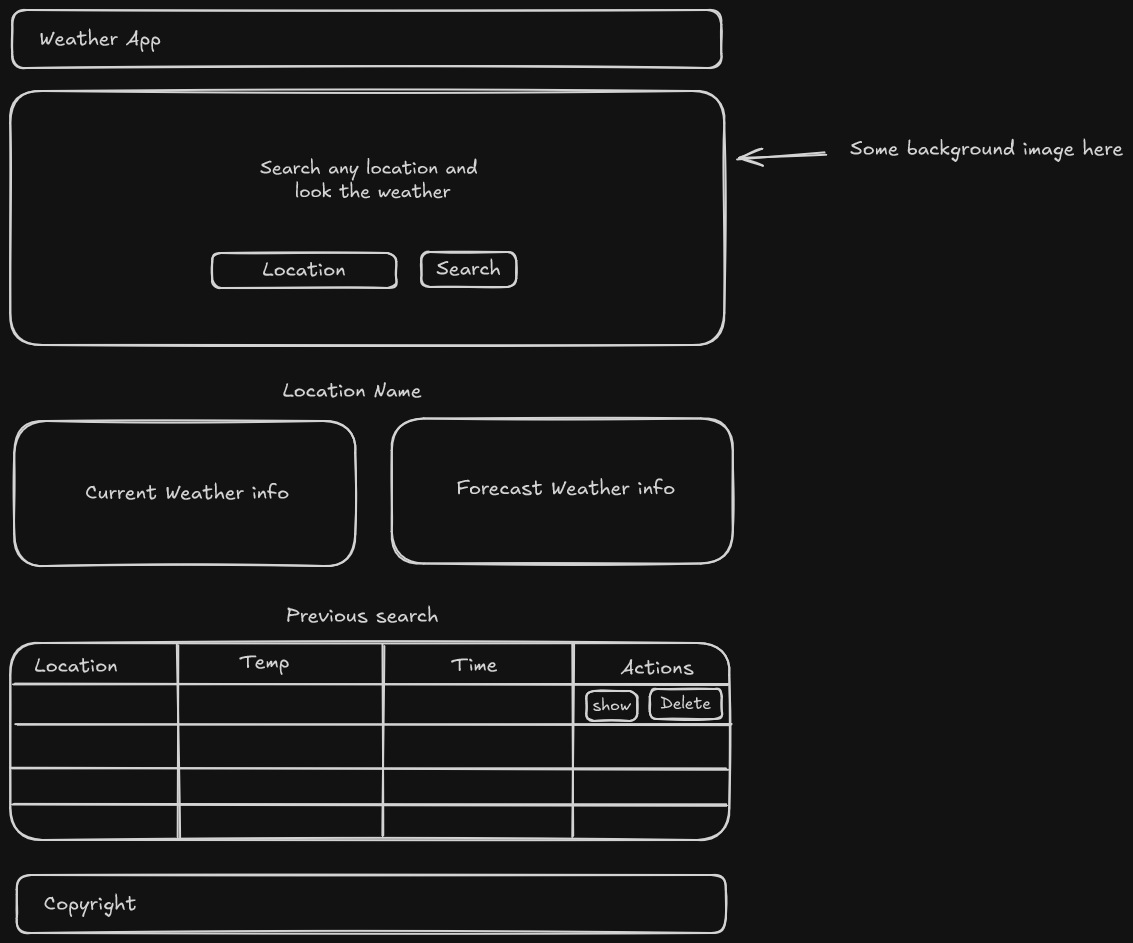 Weather App
Some background image here
Search any location and
look the weather
Location
Search
Location Name
Current Weather info
Forecast Weather info
Previous search
Location
Temp
Time
Actions
show
Delete
Copyright